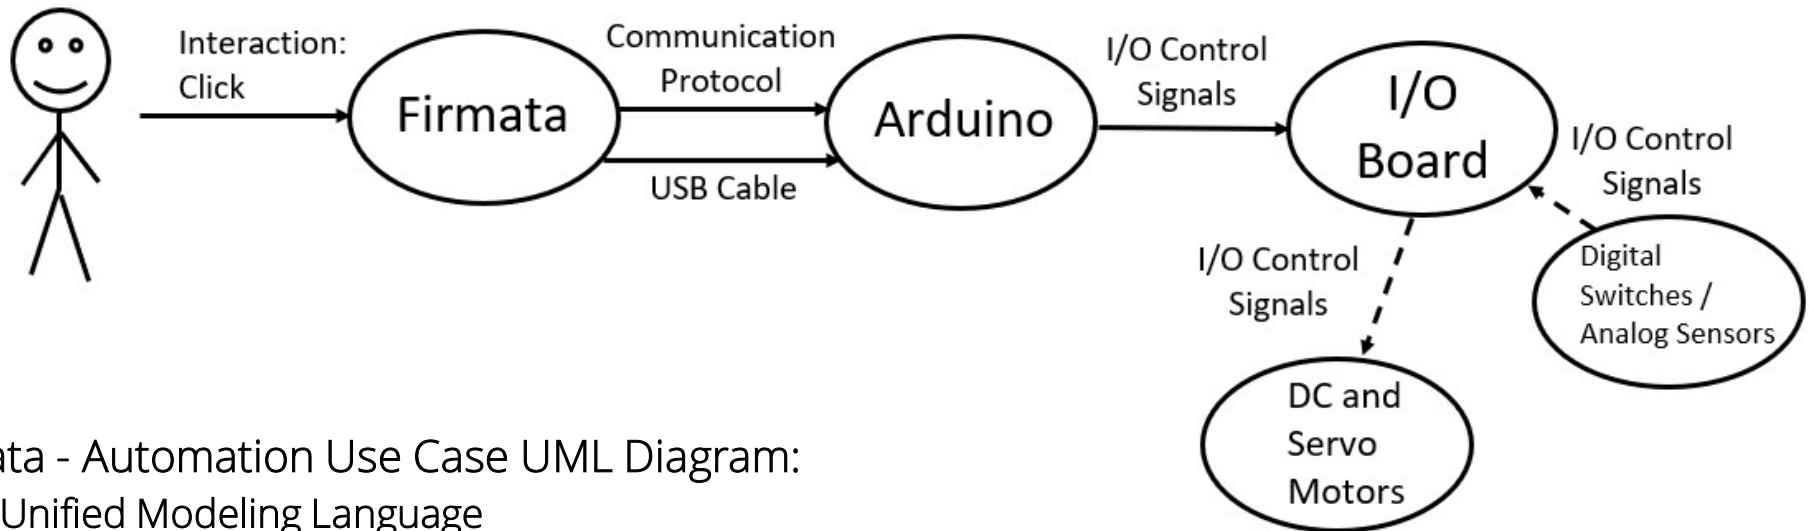 Interaction:
Click
Firmata
Communication
Protocol
USB Cable
Arduino
I/O Control
Signals
I/O
Board
I/O Control
Signals
Digital
Switches /
Analog Sensors
I/O Control
Signals
DC and
Servo
Motors
ata - Automation Use Case UML Diagram:
Unified Modeling Language